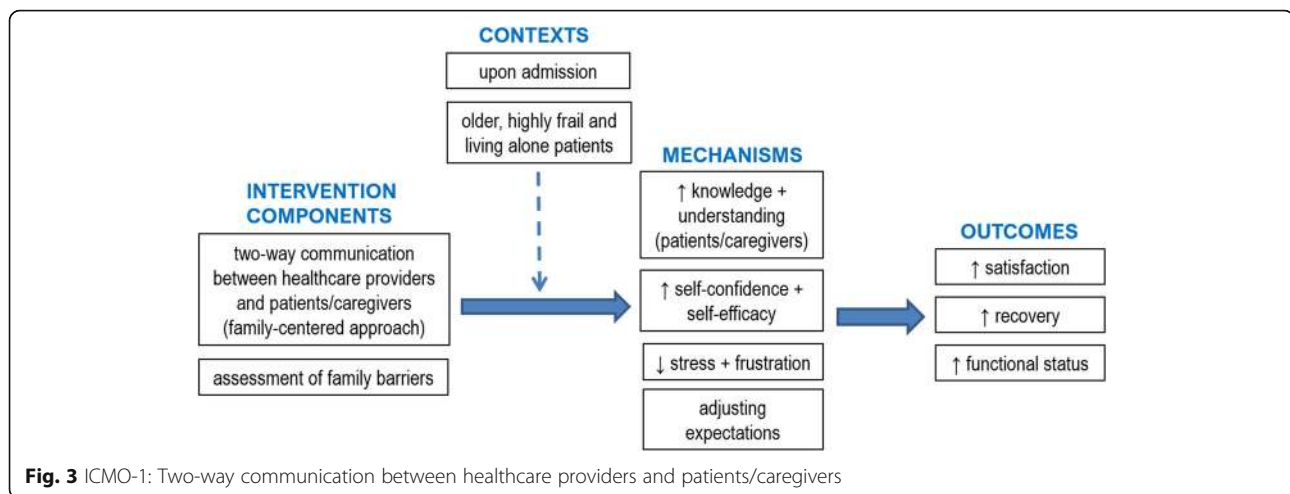 CONTEXTS
upon admission
older, highly frail and
living alone patients
INTERVENTION
COMPONENTS
two-way communication
between healthcare providers
and patients/caregivers
(family-centered approach)
assessment of family barriers
MECHANISMS
↑ knowledge +
understanding
(patients/caregivers)
↑ self-confidence +
self-efficacy
↓ stress + frustration
adjusting
expectations
OUTCOMES
↑ satisfaction
↑ recovery
↑ functional status
Fig. 3 ICMO-1: Two-way communication between healthcare providers and patients/caregivers